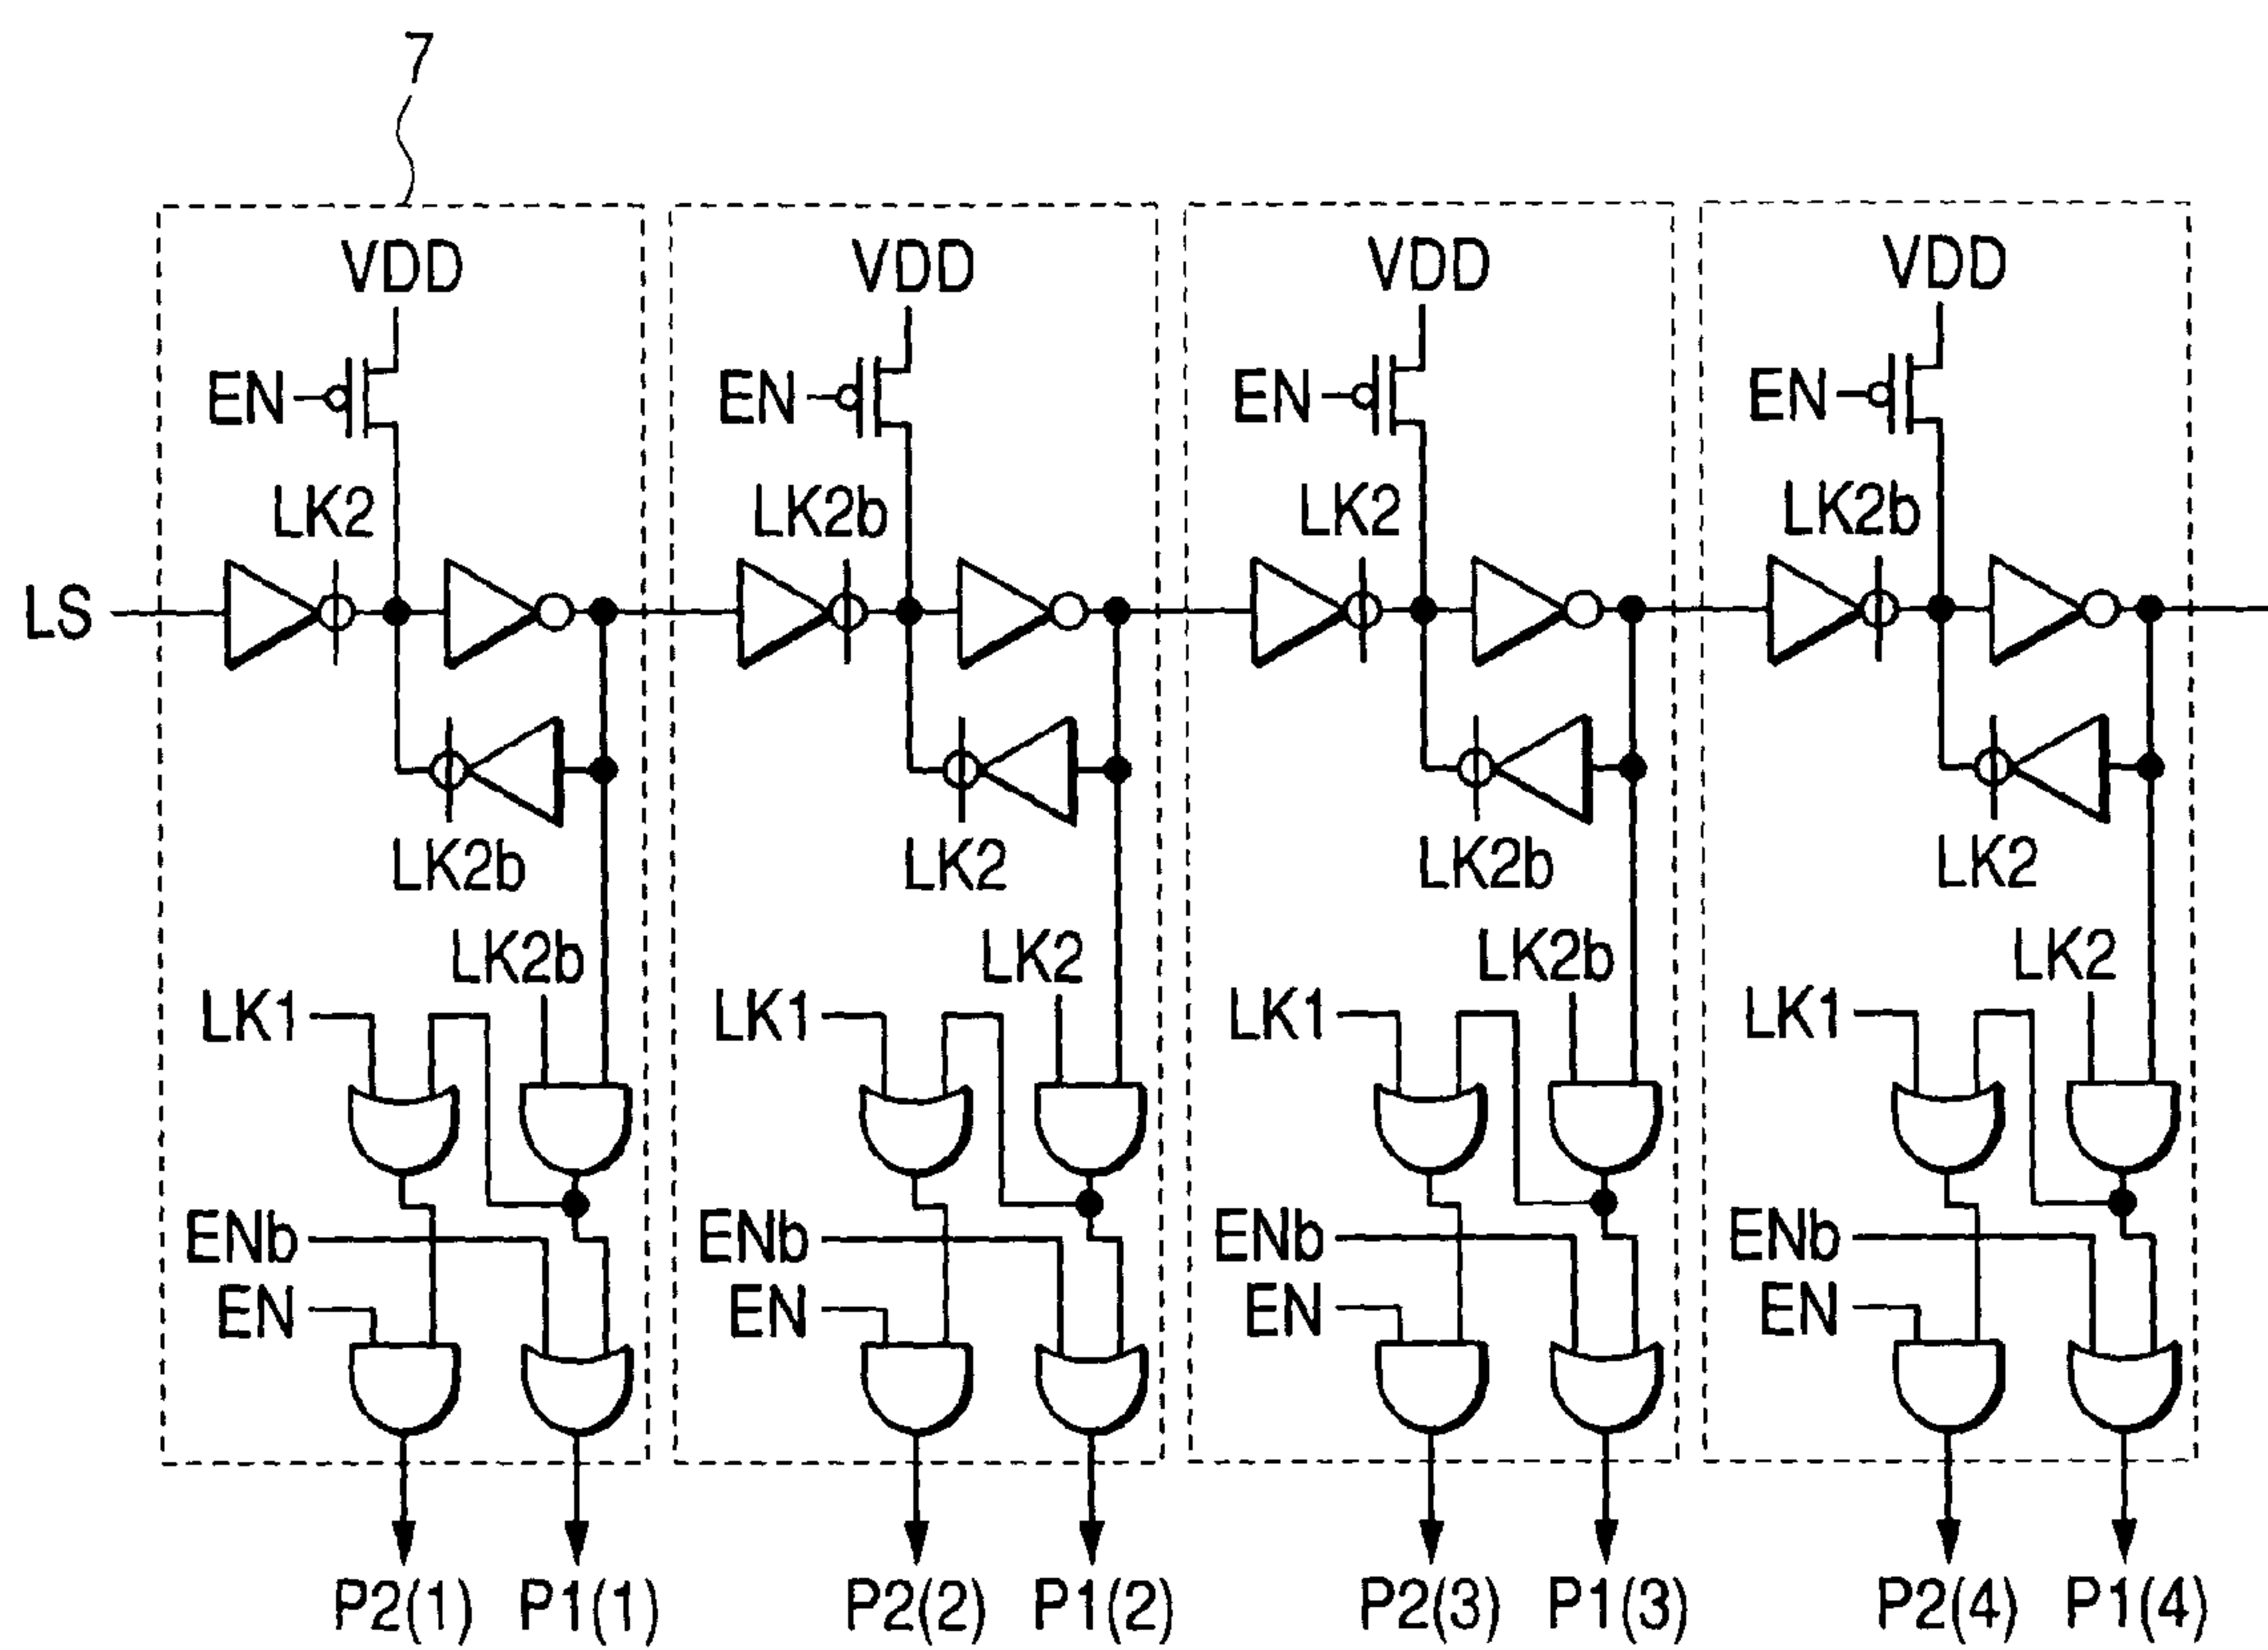 7
VDD VDD VDD VDD
EN EN EN EN
LK2 LK2b LK2 LK2b
LS
LK2b LK2 LK2b LK2
LK2b LK2 LK2b LK2
LK1 LK1 LK1 LK1
ENb ENb ENb ENb
EN EN EN EN
P2(1) P1(1) P2(2) P1(2) P2(3) P1(3) P2(4) P1(4)